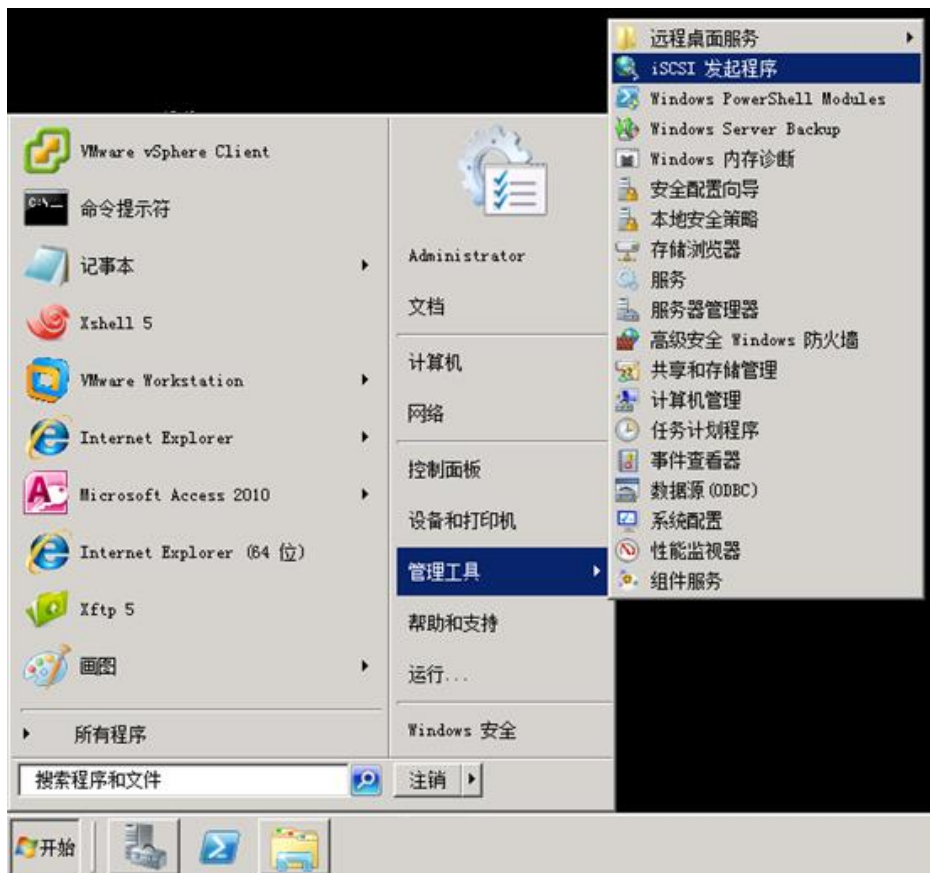 VMware vSphere Client
命令提示符
记事本
Xshell 5
VMware Workstation
Internet Explorer
Microsoft Access 2010
Internet Explorer (64 位)
Xftp 5
画图
所有程序
搜索程序和文件
Administrator
文档
计算机
网络
控制面板
设备和打印机
管理工具
帮助和支持
运行...
Windows 安全
注销
远程桌面服务
iSCSI 发起程序
Windows PowerShell Modules
Windows Server Backup
Windows 内存诊断
安全配置向导
本地安全策略
存储浏览器
服务
服务器管理器
高级安全 Windows 防火墙
共享和存储管理
计算机管理
任务计划程序
事件查看器
数据源(ODBC)
系统配置
性能监视器
组件服务
开始